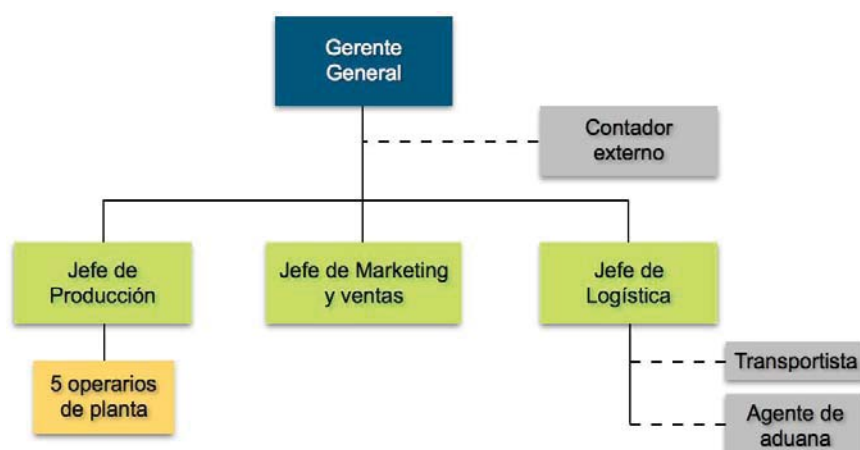 Gerente
General
Contador
externo
Jefe de
Producción
Jefe de Marketing
y ventas
Jefe de
Logística
5 operarios
de planta
Transportista
Agente de
aduana